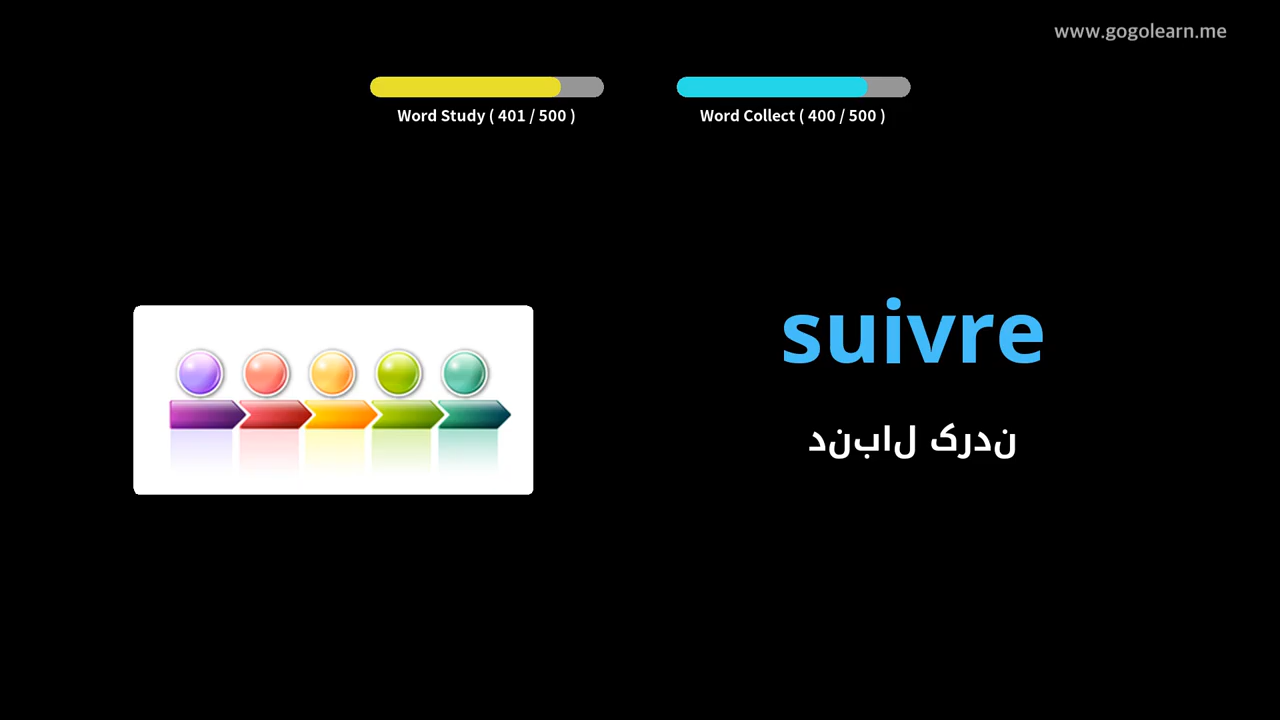 www.gogolearn.me
Word Study ( 401 / 500 )
Word Collect ( 400 / 500 )
suivre
دنبال کردن